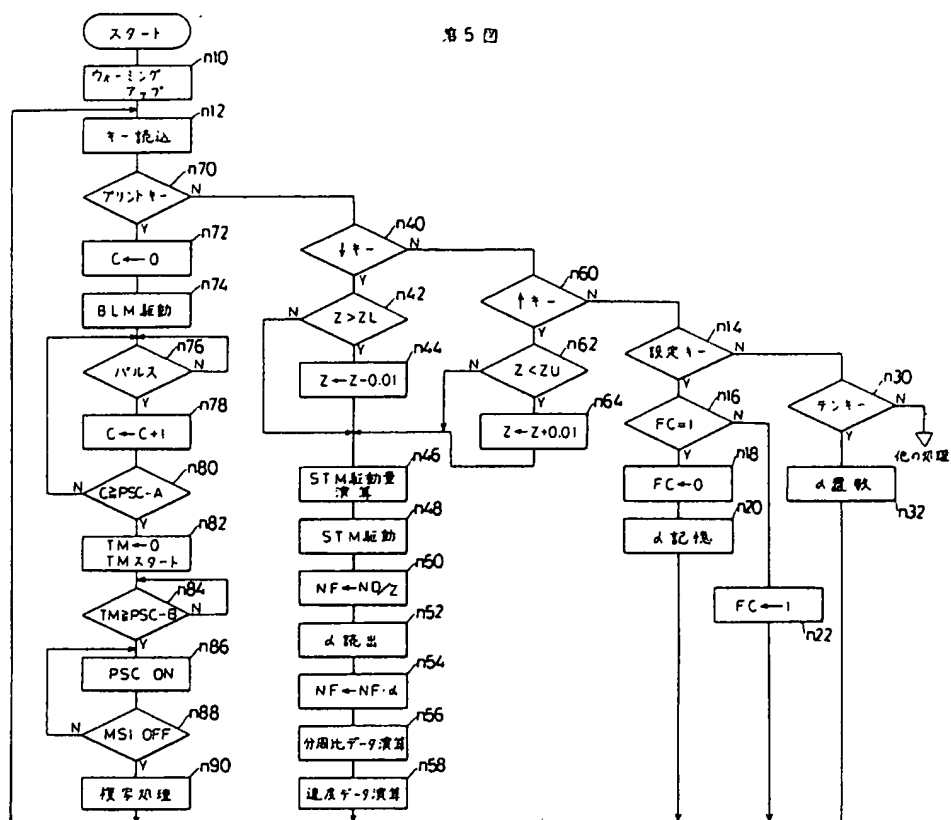 第5図
スタート
n10
ウォーミング
アップ
n12
キー読込
n70
プリントキー
N
Y
n72
C←0
n74
BLM駆動
n76
パルス
N
Y
n78
C←C+1
n80
C≧PSC-A
N
Y
n82
TM←0
TMスタート
n84
TM≧PSC-B
N
Y
n86
PSC ON
n88
MSI OFF
N
Y
n90
複写処理
n40
↓キー
N
Y
n42
Z>ZL
N
Y
n44
Z←Z-0.01
n46
STM駆動量
演算
n48
STM駆動
n50
NF←NO/Z
n52
α読出
n54
NF←NF·α
n56
分周比データ演算
n58
速度データ演算
n60
↑キー
N
Y
n62
Z<ZU
N
Y
n64
Z←Z+0.01
n14
設定キー
N
Y
n16
FC=1
N
Y
n18
FC←0
n20
α記憶
FC←1
n22
n30
テンキー
N
Y
他の処理
α置数
n32